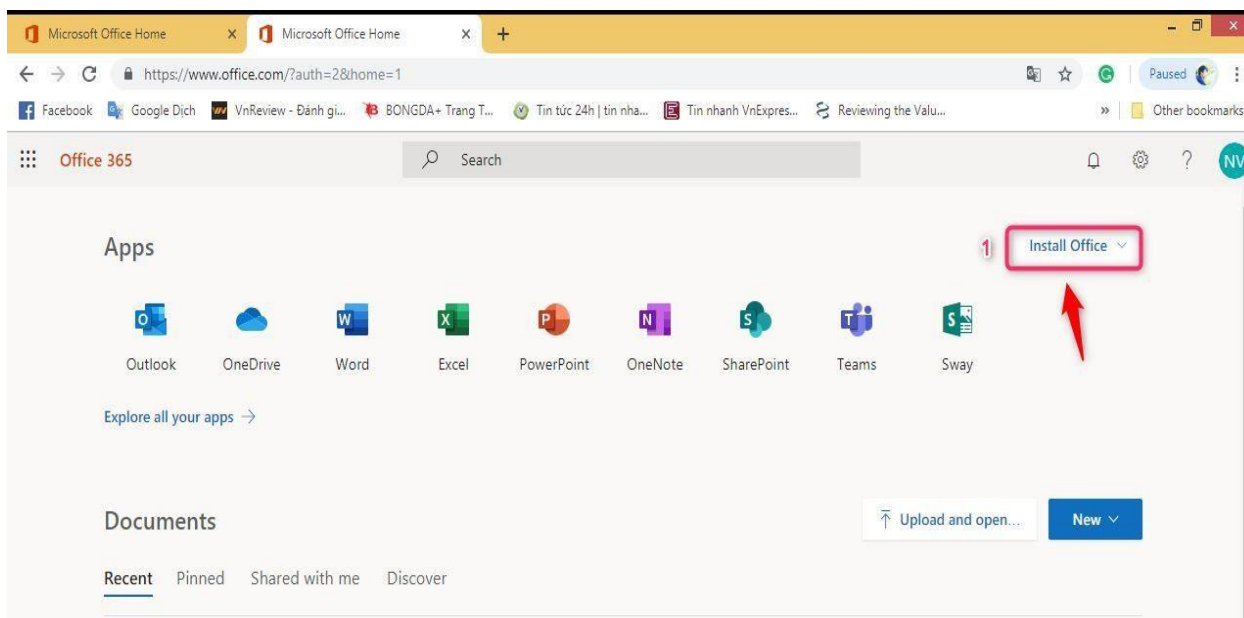 Microsoft Office Home Microsoft Office Home
https://www.office.com/?auth=2&home=1 Paused
Facebook Google Dịch VnReview - Đánh gi... BONGDA+ Trang T... Tin tức 24h | tin nha... Tin nhanh VnExpres... Reviewing the Valu... » Other bookmarks
Office 365 Search ? NV
Apps 1 Install Office
Outlook OneDrive Word Excel PowerPoint OneNote SharePoint Teams Sway
Explore all your apps →
Documents Upload and open... New
Recent Pinned Shared with me Discover